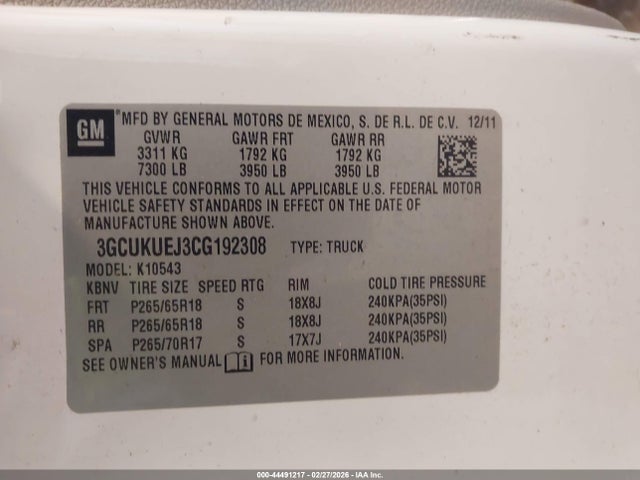 GM ®MFD BY GENERAL MOTORS DE MEXICO, S. DE R.L. DE C.V. 12/11
GVWR GAWR FRT GAWR RR
3311 KG 1792 KG 1792 KG
7300 LB 3950 LB 3950 LB
THIS VEHICLE CONFORMS TO ALL APPLICABLE U.S. FEDERAL MOTOR
VEHICLE SAFETY STANDARDS IN EFFECT ON THE DATE OF
MANUFACTURE SHOWN ABOVE.
3GCUKUEJ3CG192308 TYPE: TRUCK
MODEL: K10543
KBNV TIRE SIZE SPEED RTG RIM COLD TIRE PRESSURE
FRT P265/65R18 S 18X8J 240KPA(35PSI)
RR P265/65R18 S 18X8J 240KPA(35PSI)
SPA P265/70R17 S 17X7J 240KPA(35PSI)
SEE OWNER'S MANUAL i FOR MORE INFORMATION.
000-44491217 - 02/27/2026 - IAA Inc.